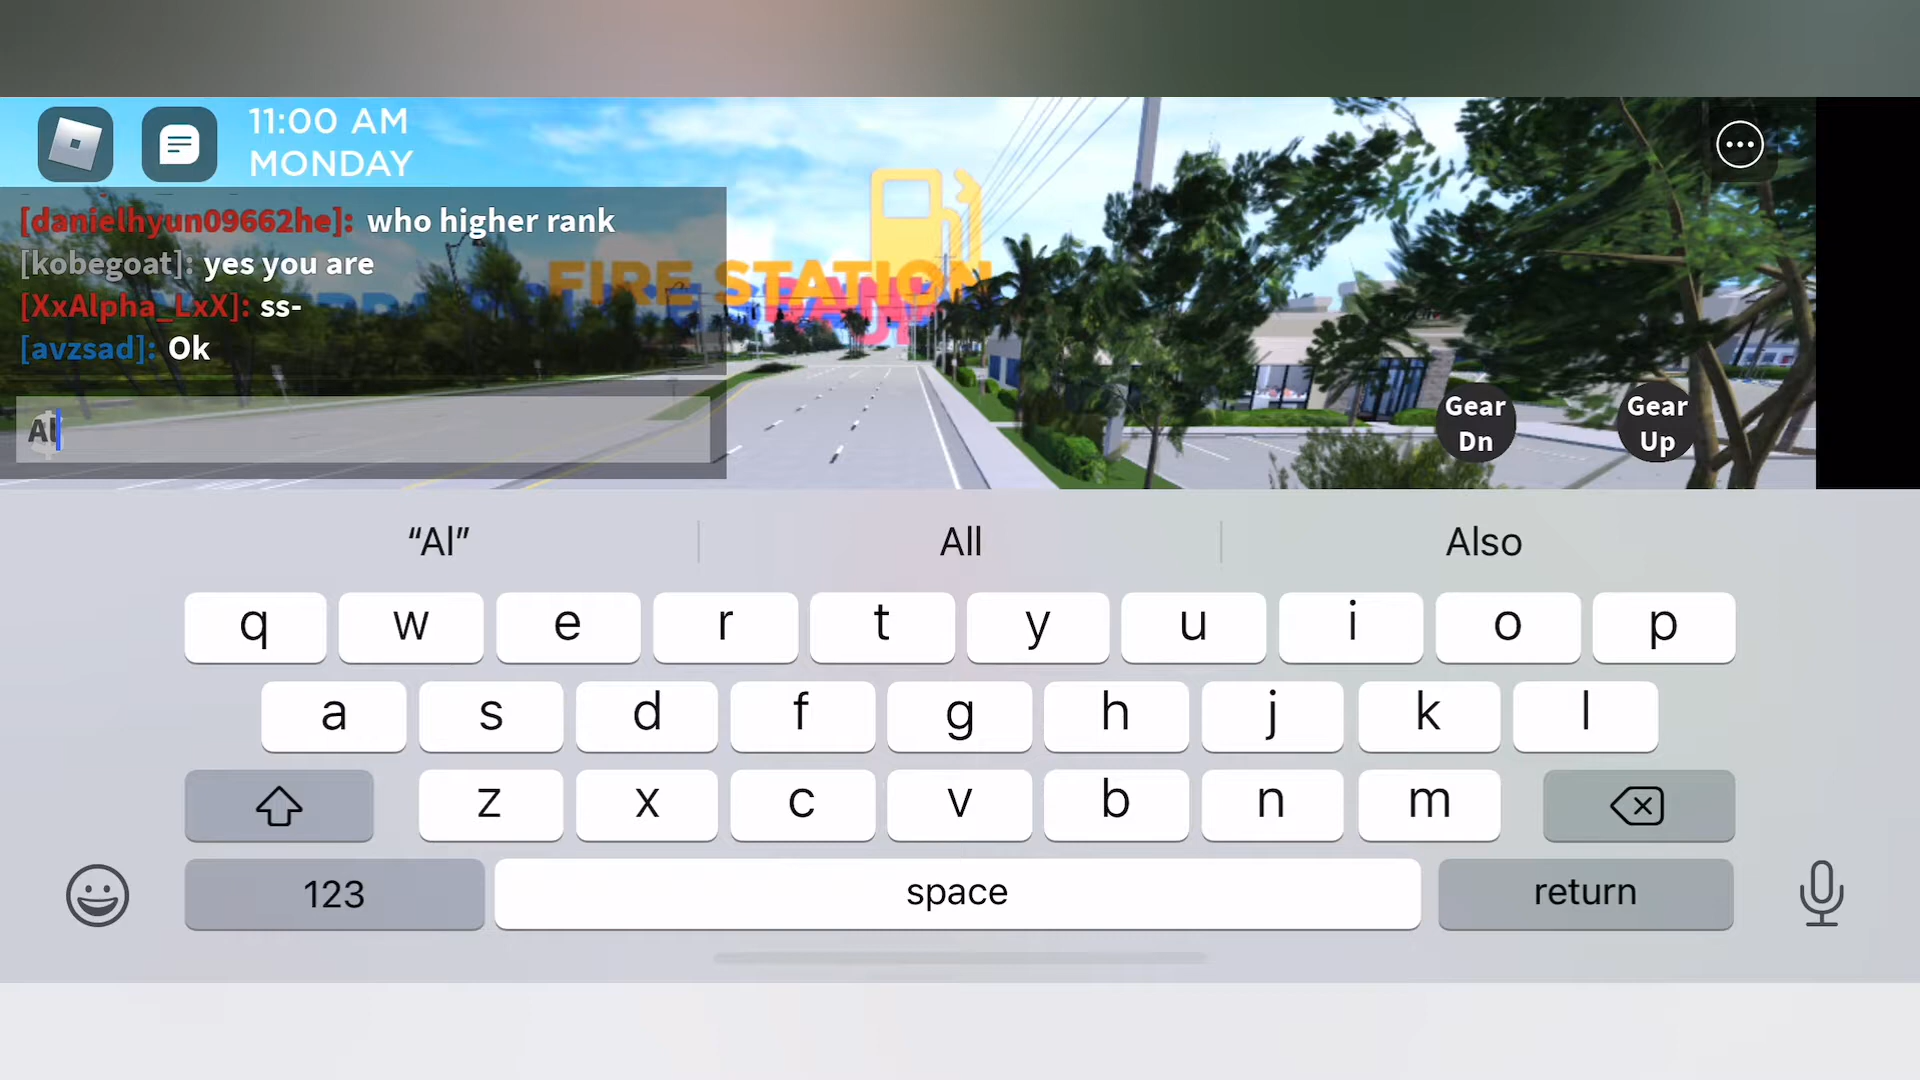 11:00 AM
MONDAY
[danielhyun09662he]: who higher rank
[kobegoat]: yes you are
[XxAlpha_LxX]: ss-
[avzsad]: Ok
FIRE STATION
Al
Gear
Dn
Gear
Up
“Al”
All
Also
q w e r t y u i o p
a s d f g h j k l
z x c v b n m
123
space
return